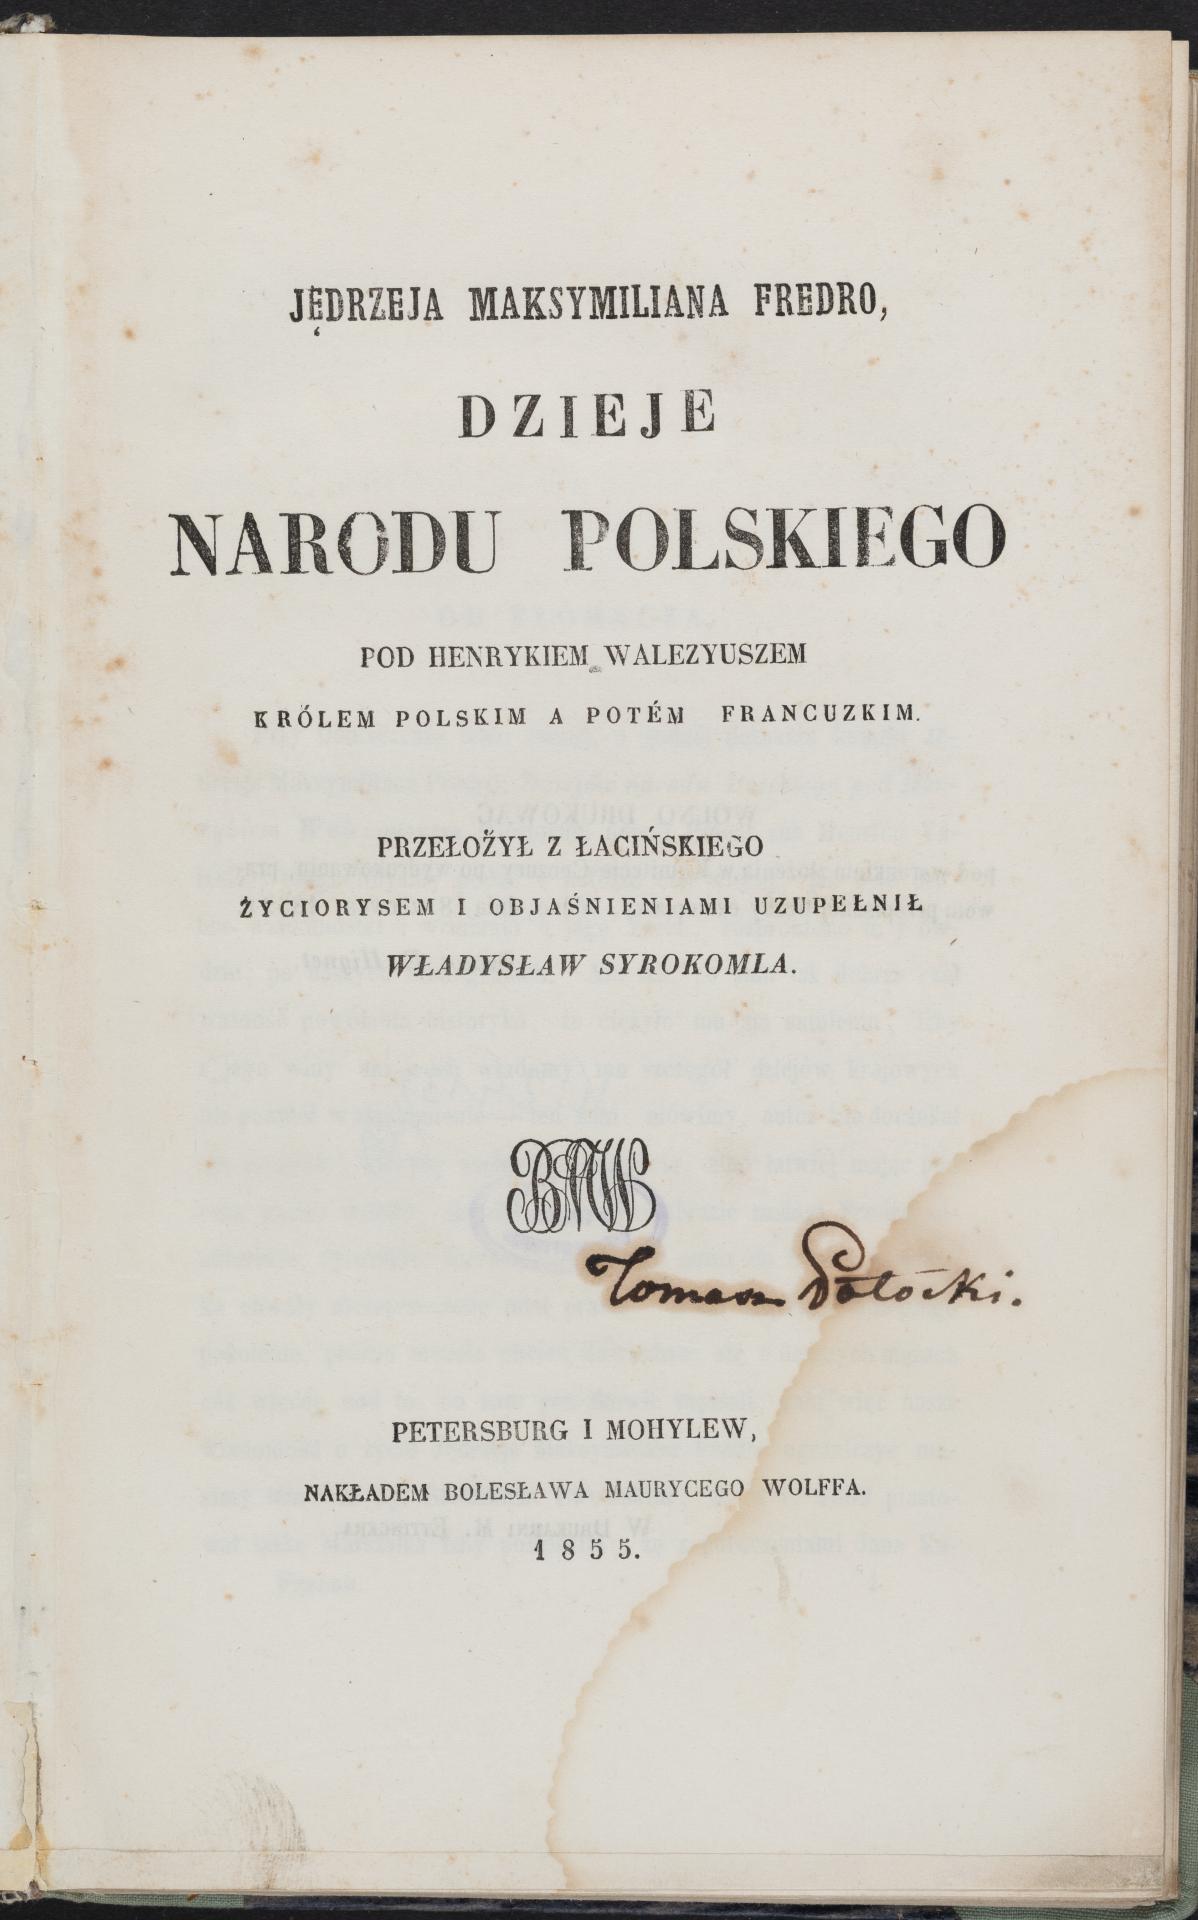 JĘDRZEJA MAKSYMILIANA FREDRO,
DZIEJE
NARODU POLSKIEGO
POD HENRYKIEM WALEZYUSZEM
KRÓLEM POLSKIM A POTÉM FRANCUZKIM.
PRZEŁOŻYŁ Z ŁACIŃSKIEGO
ŻYCIORYSEM I OBJAŚNIENIAMI UZUPEŁNIŁ
WŁADYSŁAW SYROKOMLA.
BMW
Tomasz Potocki.
PETERSBURG I MOHYLEW,
NAKŁADEM BOLESŁAWA MAURYCEGO WOLFFA.
1855.